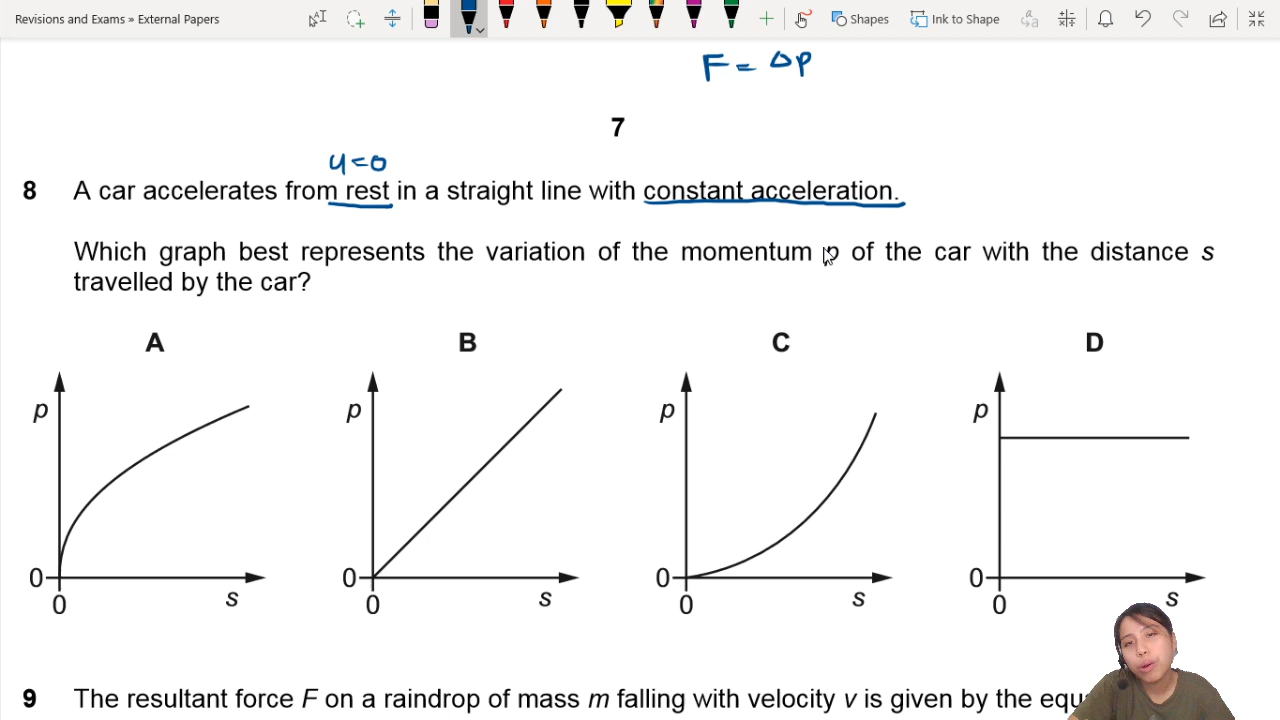 Revisions and Exams » External Papers
Shapes
Ink to Shape
F = Δp
7
u=0
8 A car accelerates from rest in a straight line with constant acceleration.
Which graph best represents the variation of the momentum p of the car with the distance s
travelled by the car?
A B C D
p p p p
0 0 0 0
0 s 0 s 0 s 0 s
9 The resultant force F on a raindrop of mass m falling with velocity v is given by the equ